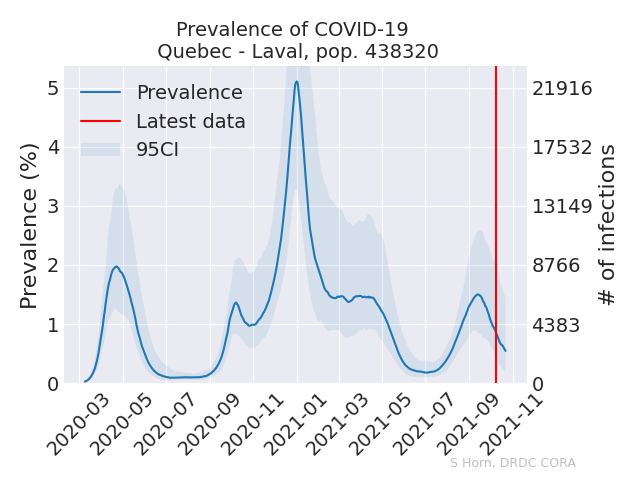 Prevalence of COVID-19
Quebec - Laval, pop. 438320
Prevalence
Latest data
95CI
Prevalence (%)
5
4
3
2
1
0
21916
17532
13149
8766
4383
0
# of infections
2020-03
2020-05
2020-07
2020-09
2020-11
2021-01
2021-03
2021-05
2021-07
2021-09
2021-11
S Horn, DRDC CORA